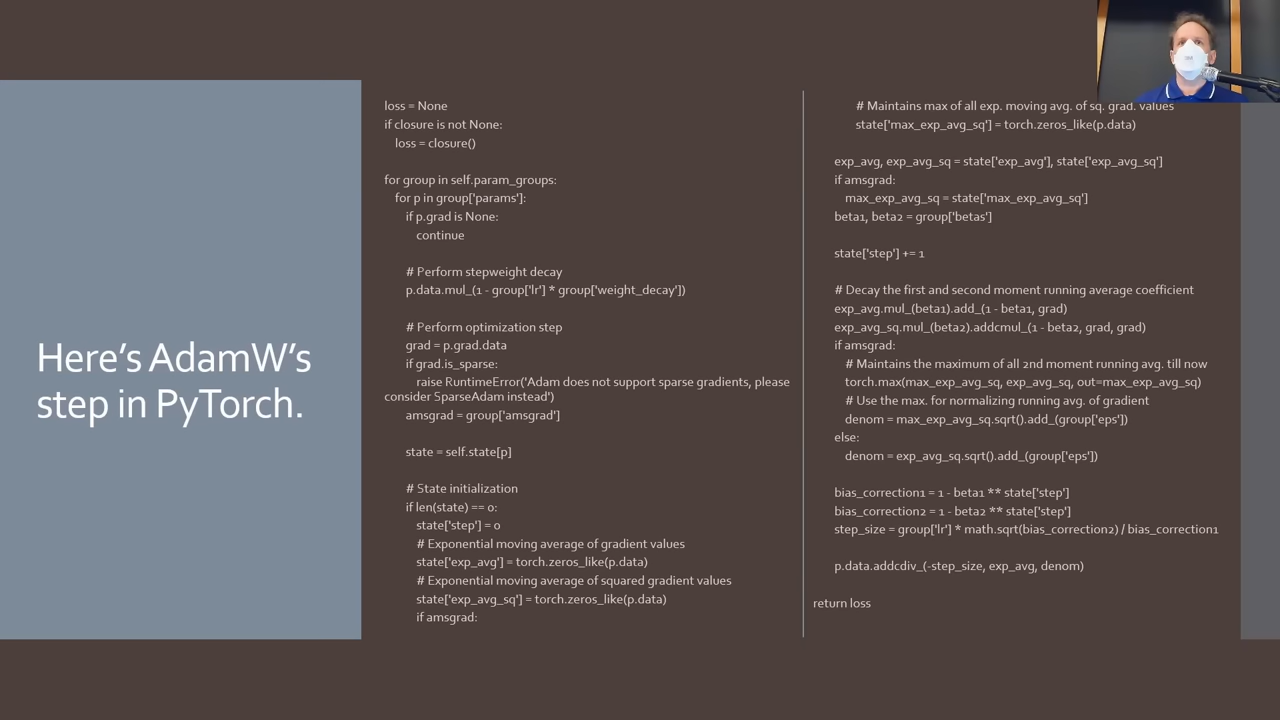 Here's AdamW's
step in PyTorch.
loss = None
if closure is not None:
loss = closure()
for group in self.param_groups:
for p in group['params']:
if p.grad is None:
continue
# Perform stepweight decay
p.data.mul_(1 - group['lr'] * group['weight_decay'])
# Perform optimization step
grad = p.grad.data
if grad.is_sparse:
raise RuntimeError('Adam does not support sparse gradients, please
consider SparseAdam instead')
amsgrad = group['amsgrad']
state = self.state[p]
# State initialization
if len(state) == 0:
state['step'] = 0
# Exponential moving average of gradient values
state['exp_avg'] = torch.zeros_like(p.data)
# Exponential moving average of squared gradient values
state['exp_avg_sq'] = torch.zeros_like(p.data)
if amsgrad:
# Maintains max of all exp. moving avg. of sq. grad. values
state['max_exp_avg_sq'] = torch.zeros_like(p.data)
exp_avg, exp_avg_sq = state['exp_avg'], state['exp_avg_sq']
if amsgrad:
max_exp_avg_sq = state['max_exp_avg_sq']
beta1, beta2 = group['betas']
state['step'] += 1
# Decay the first and second moment running average coefficient
exp_avg.mul_(beta1).add_(1 - beta1, grad)
exp_avg_sq.mul_(beta2).addcmul_(1 - beta2, grad, grad)
if amsgrad:
# Maintains the maximum of all 2nd moment running avg. till now
torch.max(max_exp_avg_sq, exp_avg_sq, out=max_exp_avg_sq)
# Use the max. for normalizing running avg. of gradient
denom = max_exp_avg_sq.sqrt().add_(group['eps'])
else:
denom = exp_avg_sq.sqrt().add_(group['eps'])
bias_correction1 = 1 - beta1 ** state['step']
bias_correction2 = 1 - beta2 ** state['step']
step_size = group['lr'] * math.sqrt(bias_correction2) / bias_correction1
p.data.addcdiv_(-step_size, exp_avg, denom)
return loss